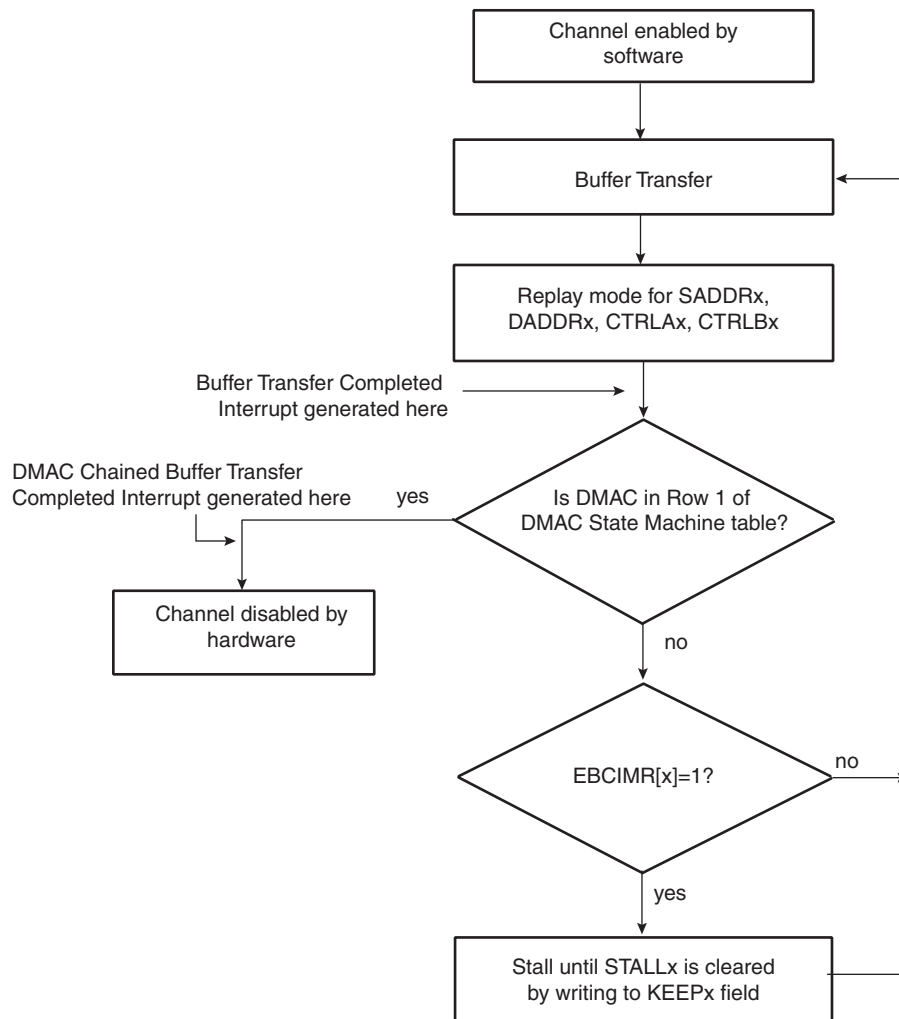 Channel enabled by
software
Buffer Transfer
Replay mode for SADDRx,
DADDRx, CTRLAx, CTRLBx
Buffer Transfer Completed
Interrupt generated here
DMAC Chained Buffer Transfer
Completed Interrupt generated here
yes
Is DMAC in Row 1 of
DMAC State Machine table?
Channel disabled by
hardware
no
EBCIMR[x]=1?
no
yes
Stall until STALLx is cleared
by writing to KEEPx field